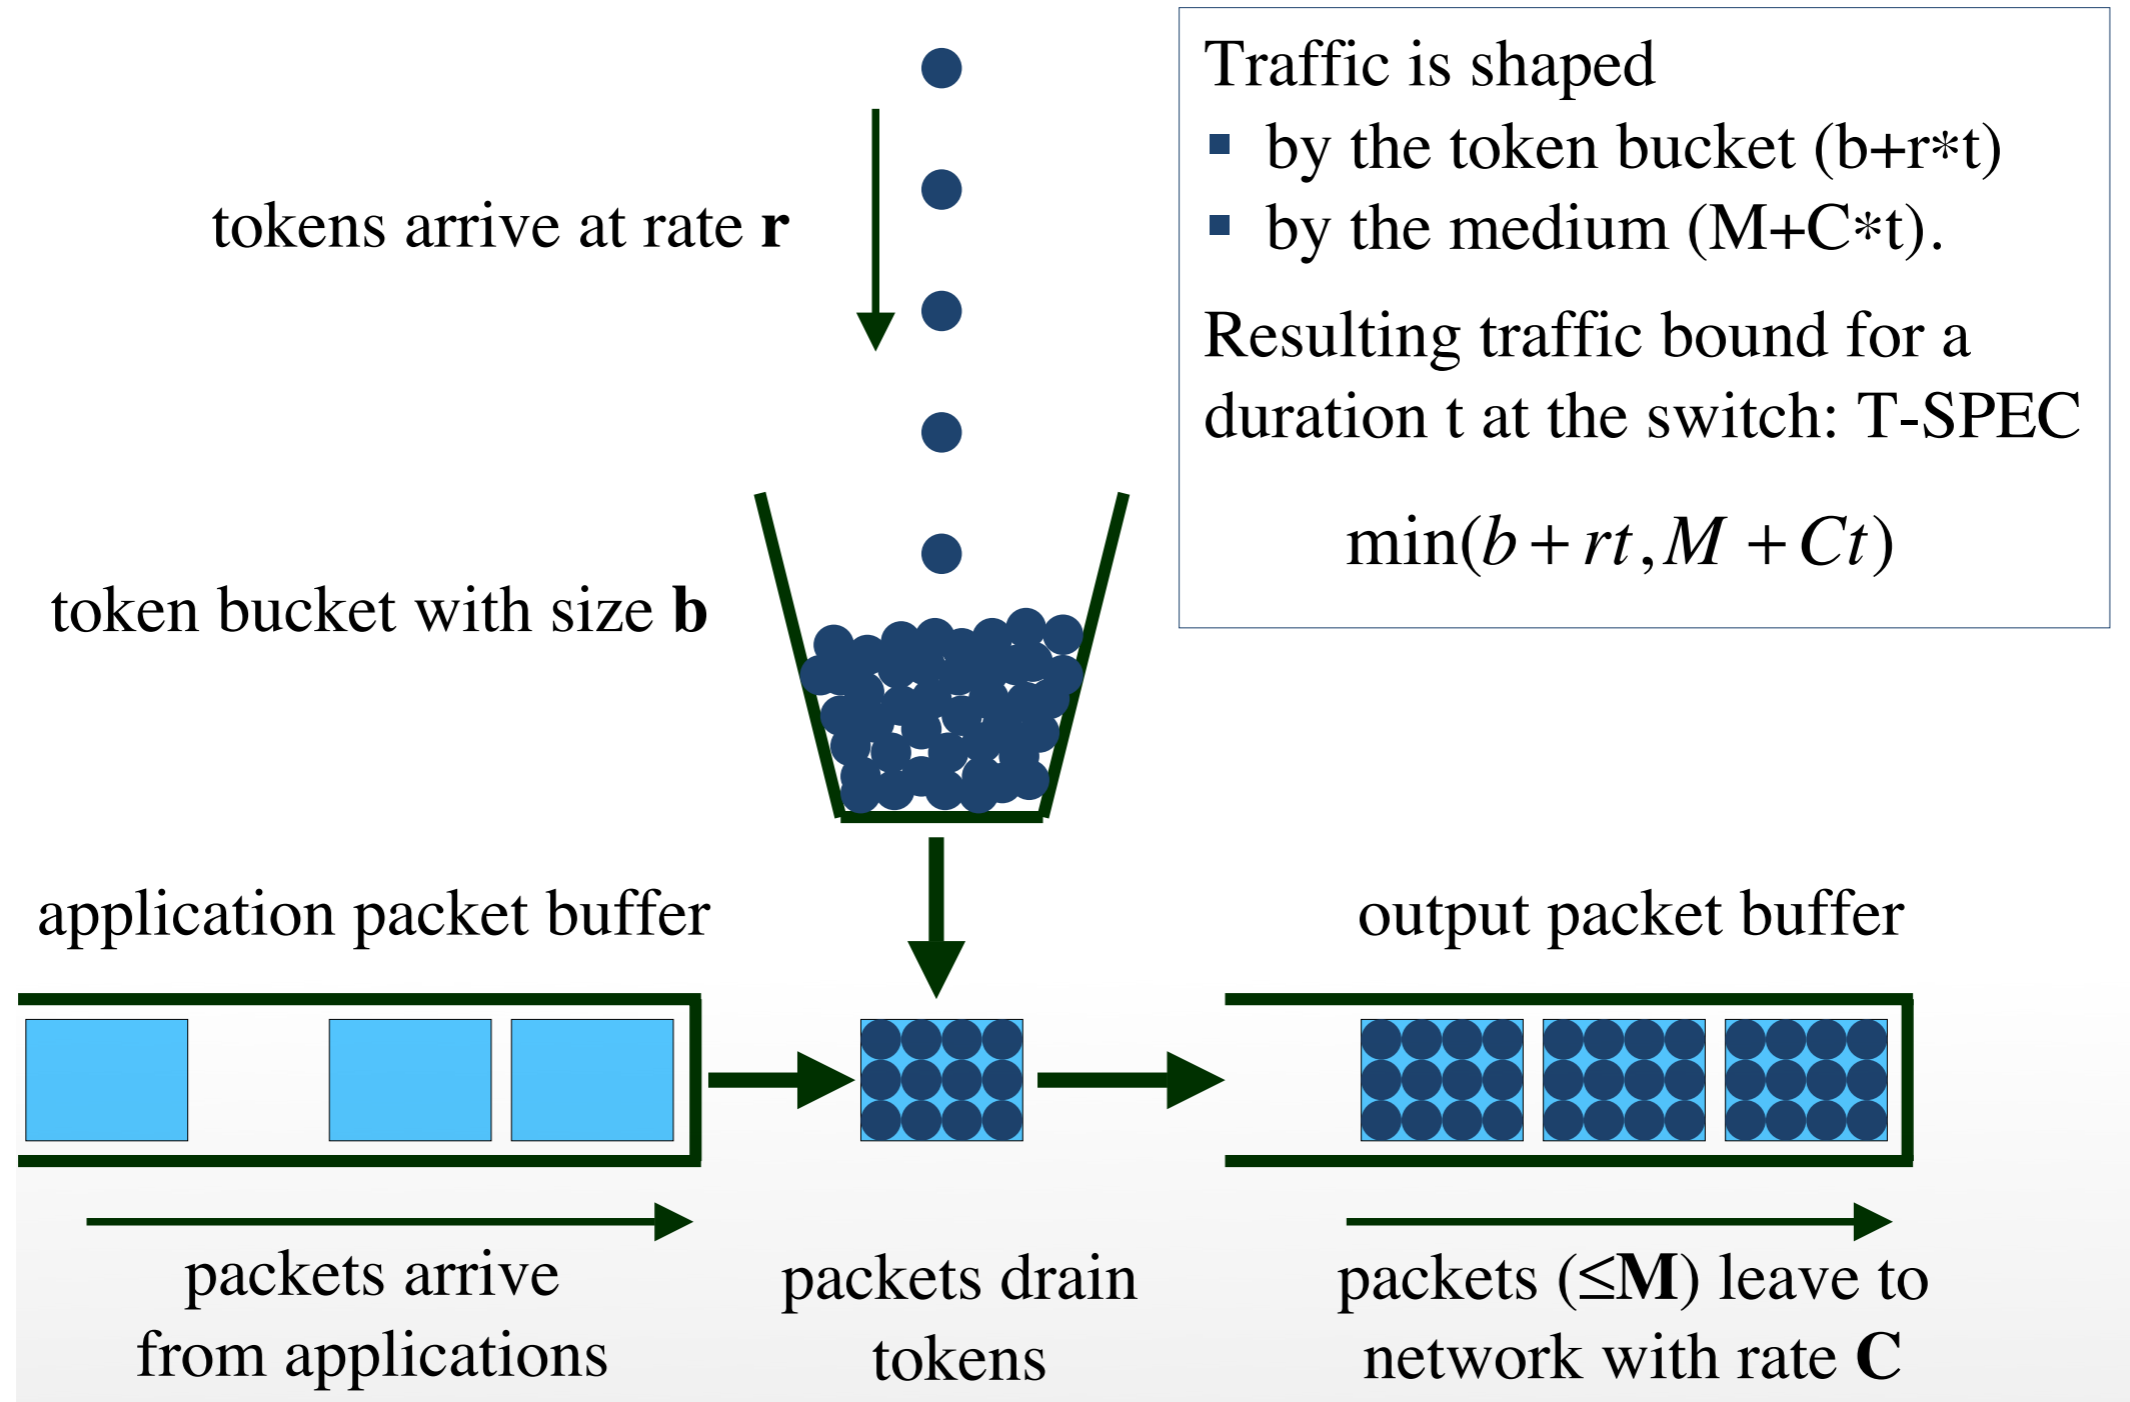 Traffic is shaped
▪ by the token bucket (b+r*t)
▪ by the medium (M+C*t).
Resulting traffic bound for a
duration t at the switch: T-SPEC
min(b + rt, M + Ct)
tokens arrive at rate r
token bucket with size b
application packet buffer
output packet buffer
packets arrive
from applications
packets drain
tokens
packets (≤M) leave to
network with rate C